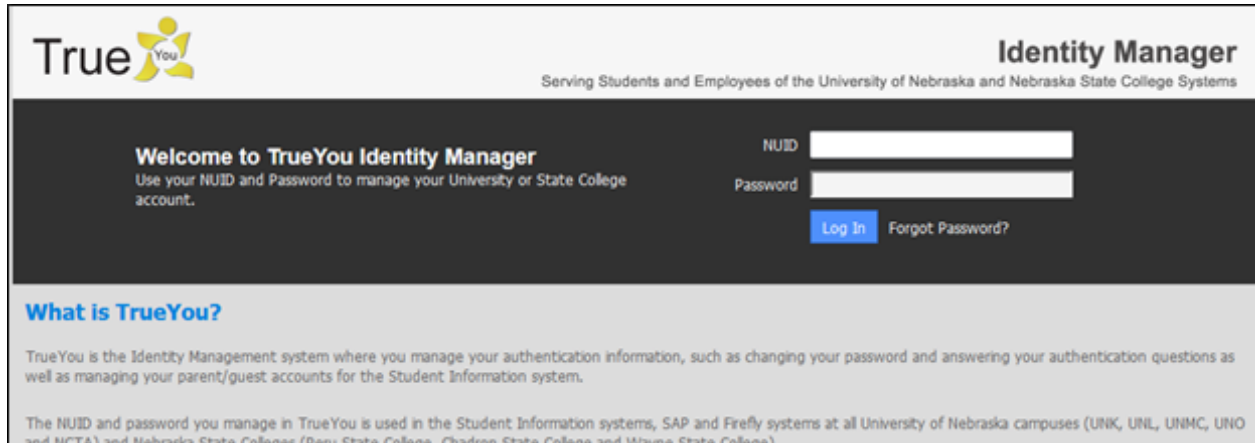 True You
Identity Manager
Serving Students and Employees of the University of Nebraska and Nebraska State College Systems
Welcome to TrueYou Identity Manager
Use your NUID and Password to manage your University or State College
account.
NUID
Password
Log In Forgot Password?
What is TrueYou?
TrueYou is the Identity Management system where you manage your authentication information, such as changing your password and answering your authentication questions as
well as managing your parent/guest accounts for the Student Information system.
The NUID and password you manage in TrueYou is used in the Student Information systems, SAP and Firefly systems at all University of Nebraska campuses (UNK, UNL, UNMC, UNO
and NCTA) and Nebraska State Colleges (Peru State College, Chadron State College and Wayne State College).